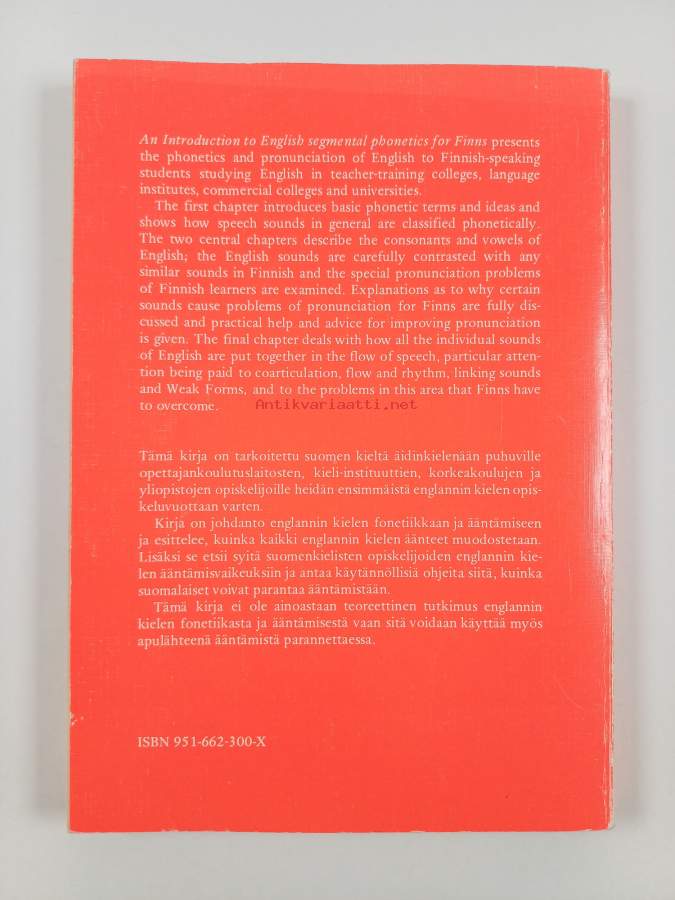 An Introduction to English segmental phonetics for Finns presents
the phonetics and pronunciation of English to Finnish-speaking
students studying English in teacher-training colleges, language
institutes, commercial colleges and universities.
The first chapter introduces basic phonetic terms and ideas and
shows how speech sounds in general are classified phonetically.
The two central chapters describe the consonants and vowels of
English; the English sounds are carefully contrasted with any
similar sounds in Finnish and the special pronunciation problems
of Finnish learners are examined. Explanations as to why certain
sounds cause problems of pronunciation for Finns are fully dis-
cussed and practical help and advice for improving pronunciation
is given. The final chapter deals with how all the individual sounds
of English are put together in the flow of speech, particular atten-
tion being paid to coarticulation, flow and rhythm, linking sounds
and Weak Forms, and to the problems in this area that Finns have
to overcome.
Antikvariaatti.net
Tämä kirja on tarkoitettu suomen kieltä äidinkielenään puhuville
opettajankoulutuslaitosten, kieli-instituuttien, korkeakoulujen ja
yliopistojen opiskelijoille heidän ensimmäistä englannin kielen opis-
keluvuottaan varten.
Kirja on johdanto englannin kielen fonetiikkaan ja ääntämiseen
ja esittelee, kuinka kaikki englannin kielen äänteet muodostetaan.
Lisäksi se etsii syitä suomenkielisten opiskelijoiden englannin kie-
len ääntämisvaikeuksiin ja antaa käytännöllisiä ohjeita siitä, kuinka
suomalaiset voivat parantaa ääntämistään.
Tämä kirja ei ole ainoastaan teoreettinen tutkimus englannin
kielen fonetiikasta ja ääntämisestä vaan sitä voidaan käyttää myös
apulähteenä ääntämistä parannettaessa.
ISBN 951-662-300-X